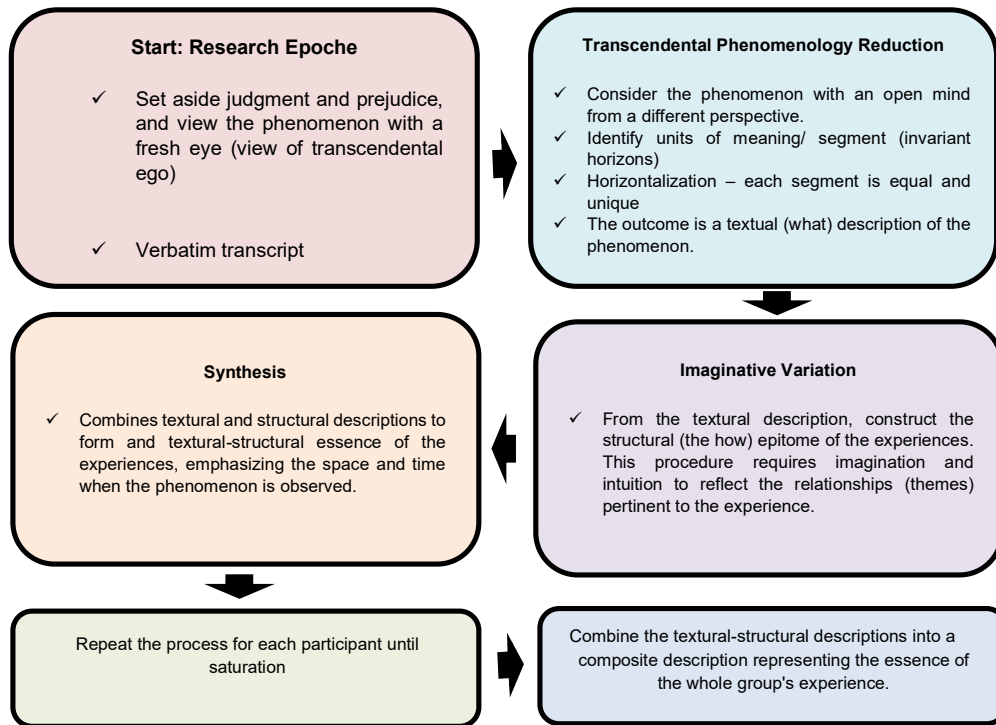 Start: Research Epoche
✓ Set aside judgment and prejudice,
and view the phenomenon with a
fresh eye (view of transcendental
ego)
✓ Verbatim transcript
Transcendental Phenomenology Reduction
✓ Consider the phenomenon with an open mind
from a different perspective.
✓ Identify units of meaning/ segment (invariant
horizons)
✓ Horizontalization – each segment is equal and
unique
✓ The outcome is a textual (what) description of the
phenomenon.
Imaginative Variation
✓ From the textural description, construct the
structural (the how) epitome of the experiences.
This procedure requires imagination and
intuition to reflect the relationships (themes)
pertinent to the experience.
Synthesis
✓ Combines textural and structural descriptions to
form and textural-structural essence of the
experiences, emphasizing the space and time
when the phenomenon is observed.
Repeat the process for each participant until
saturation
Combine the textural-structural descriptions into a
composite description representing the essence of
the whole group's experience.